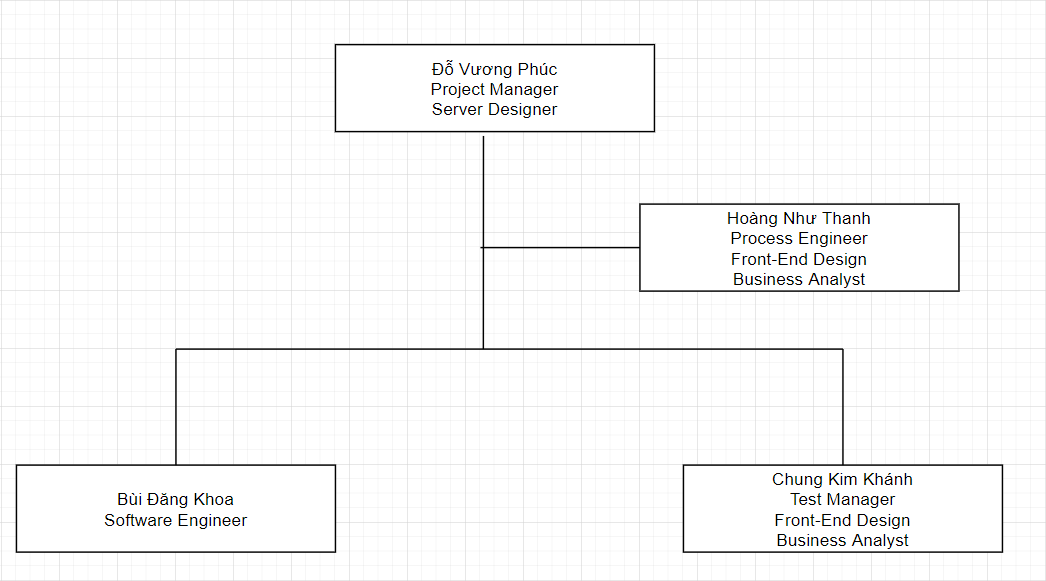 Đỗ Vương Phúc
Project Manager
Server Designer
Hoàng Như Thanh
Process Engineer
Front-End Design
Business Analyst
Bùi Đăng Khoa
Software Engineer
Chung Kim Khánh
Test Manager
Front-End Design
Business Analyst